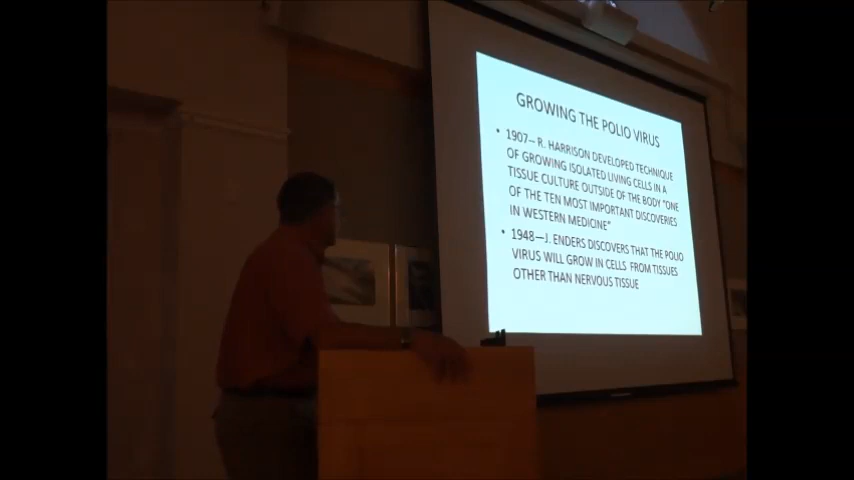 GROWING THE POLIO VIRUS
• 1907– R. HARRISON DEVELOPED TECHNIQUE
OF GROWING ISOLATED LIVING CELLS IN A
TISSUE CULTURE OUTSIDE OF THE BODY "ONE
OF THE TEN MOST IMPORTANT DISCOVERIES
IN WESTERN MEDICINE"
• 1948—J. ENDERS DISCOVERS THAT THE POLIO
VIRUS WILL GROW IN CELLS FROM TISSUES
OTHER THAN NERVOUS TISSUE